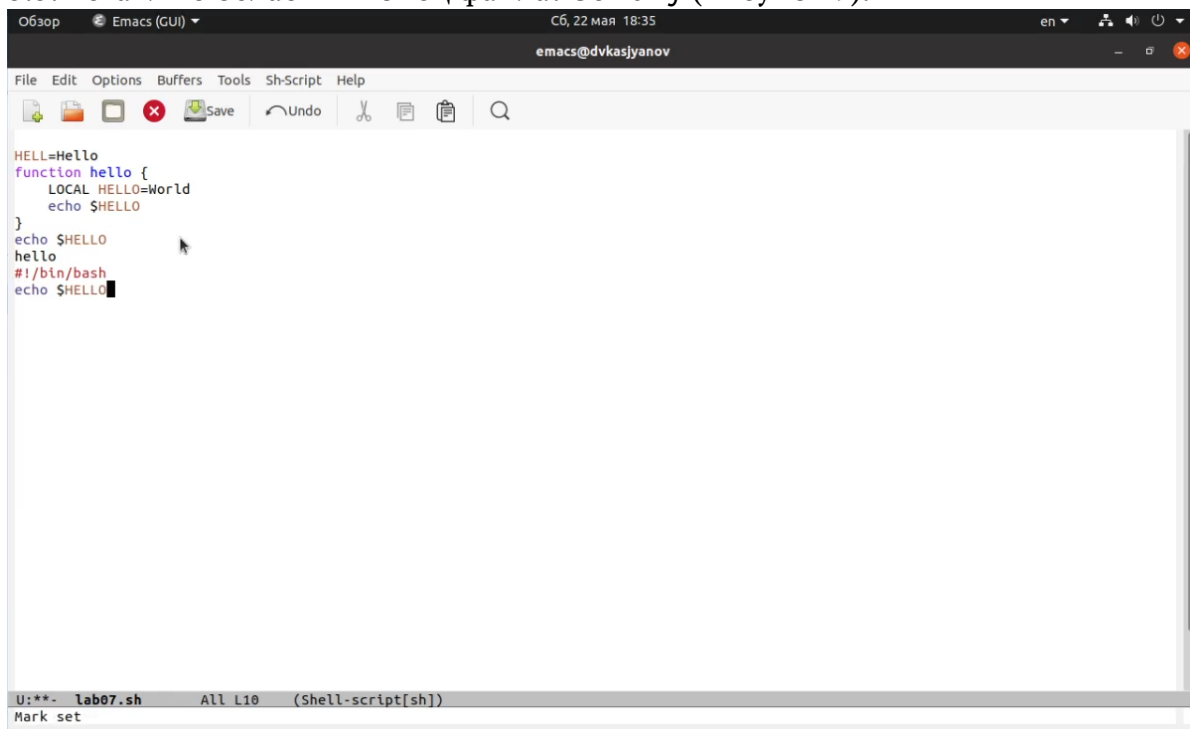 Обзор Emacs (GUI) Сб, 22 мая 18:35 en
emacs@dvkasjyanov
File Edit Options Buffers Tools Sh-Script Help
Save Undo
HELL=Hello
function hello {
    LOCAL HELLO=World
    echo $HELLO
}
echo $HELLO
hello
#!/bin/bash
echo $HELLO
U:**- lab07.sh All L10 (Shell-script[sh])
Mark set